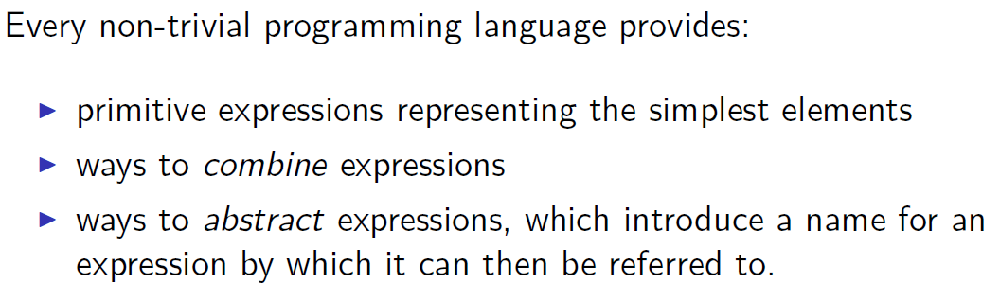 Every non-trivial programming language provides:
primitive expressions representing the simplest elements
ways to combine expressions
ways to abstract expressions, which introduce a name for an
expression by which it can then be referred to.